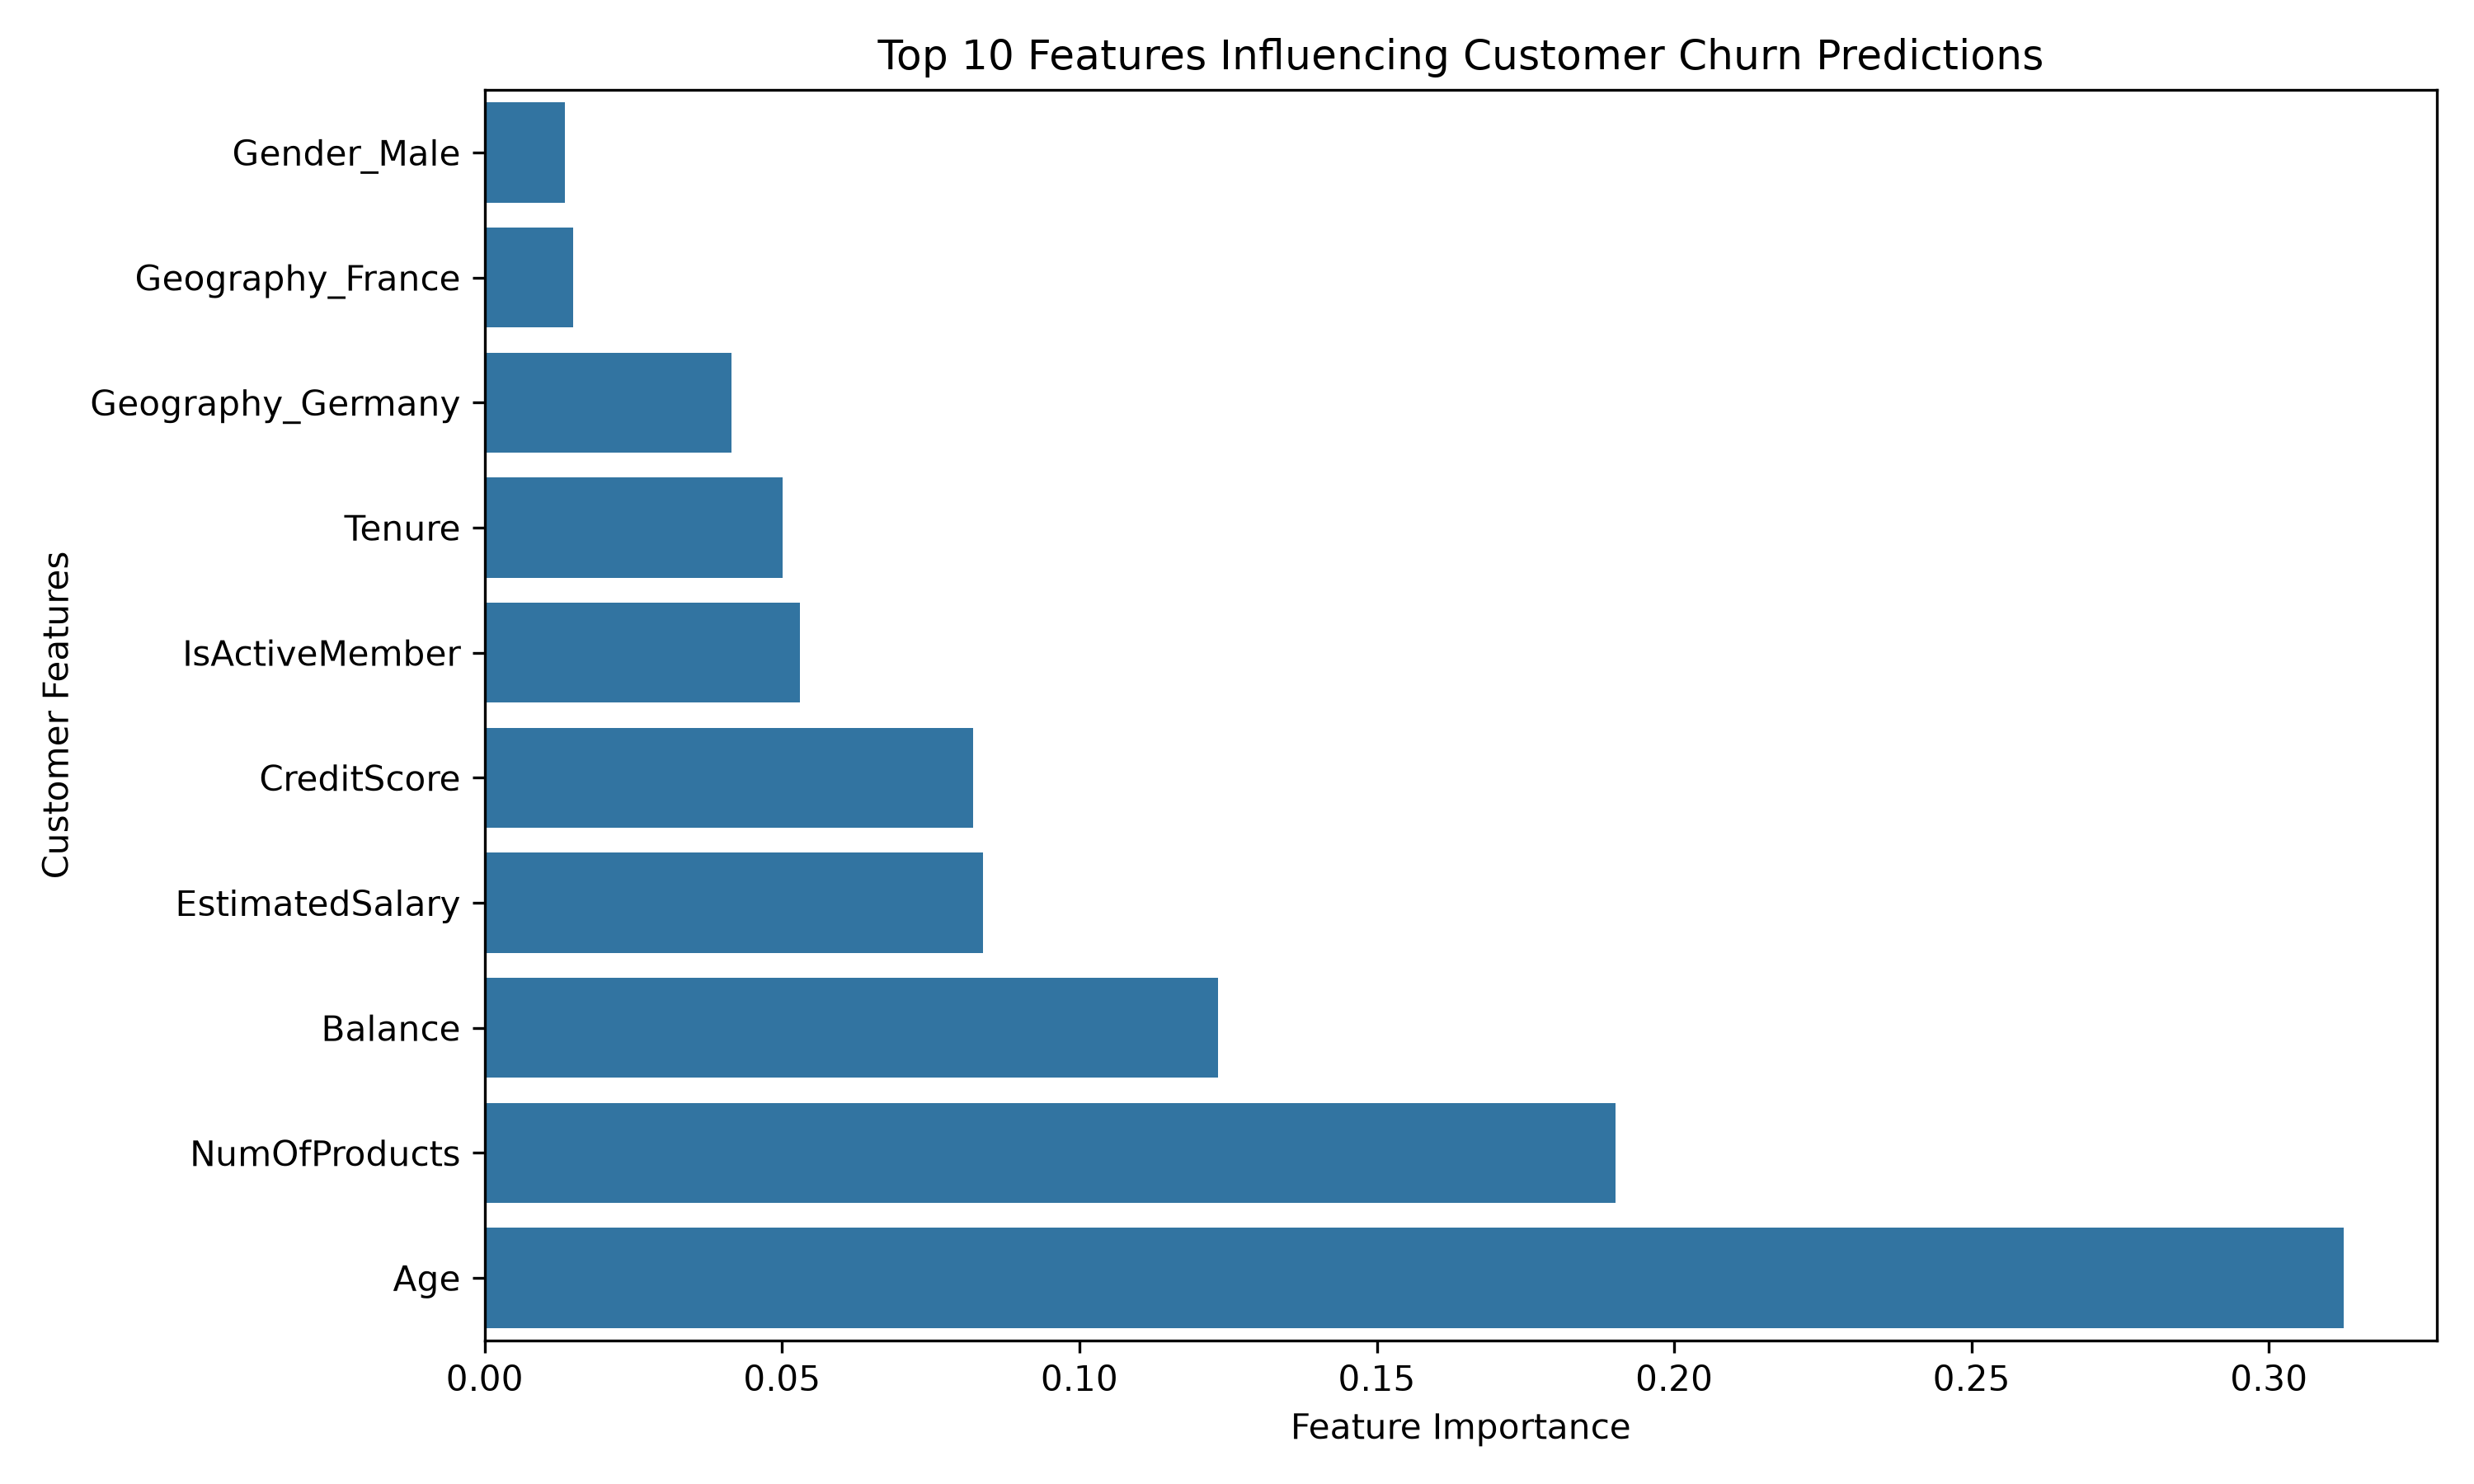 Top 10 Features Influencing Customer Churn Predictions
Customer Features
Gender_Male
Geography_France
Geography_Germany
Tenure
IsActiveMember
CreditScore
EstimatedSalary
Balance
NumOfProducts
Age
0.00 0.05 0.10 0.15 0.20 0.25 0.30
Feature Importance